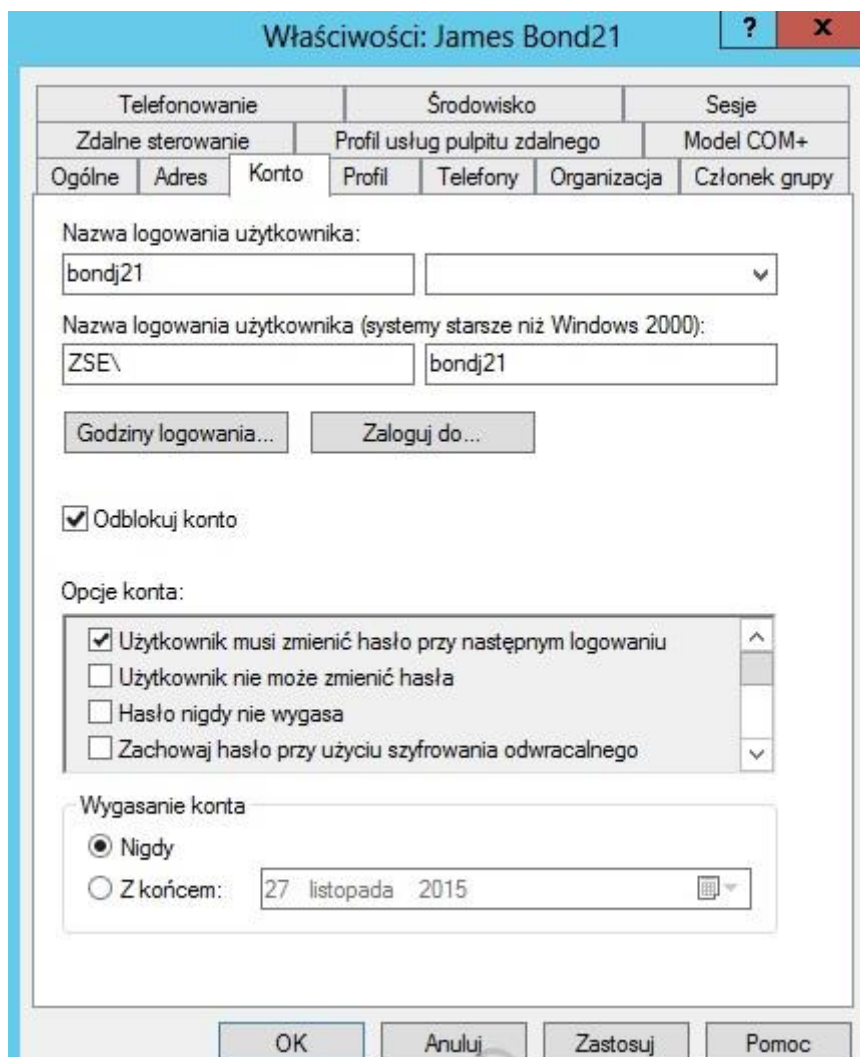 Właściwości: James Bond21
? x
Telefonowanie Środowisko Sesje
Zdalne sterowanie Profil usług pulpitu zdalnego Model COM+
Ogólne Adres Konto Profil Telefony Organizacja Członek grupy
Nazwa logowania użytkownika:
bondj21
Nazwa logowania użytkownika (systemy starsze niż Windows 2000):
ZSE\ bondj21
Godziny logowania... Zaloguj do...
Odblokuj konto
Opcje konta:
Użytkownik musi zmienić hasło przy następnym logowaniu
Użytkownik nie może zmienić hasła
Hasło nigdy nie wygasa
Zachowaj hasło przy użyciu szyfrowania odwracalnego
Wygasanie konta
Nigdy
Z końcem: 27 listopada 2015
OK Anuluj Zastosuj Pomoc